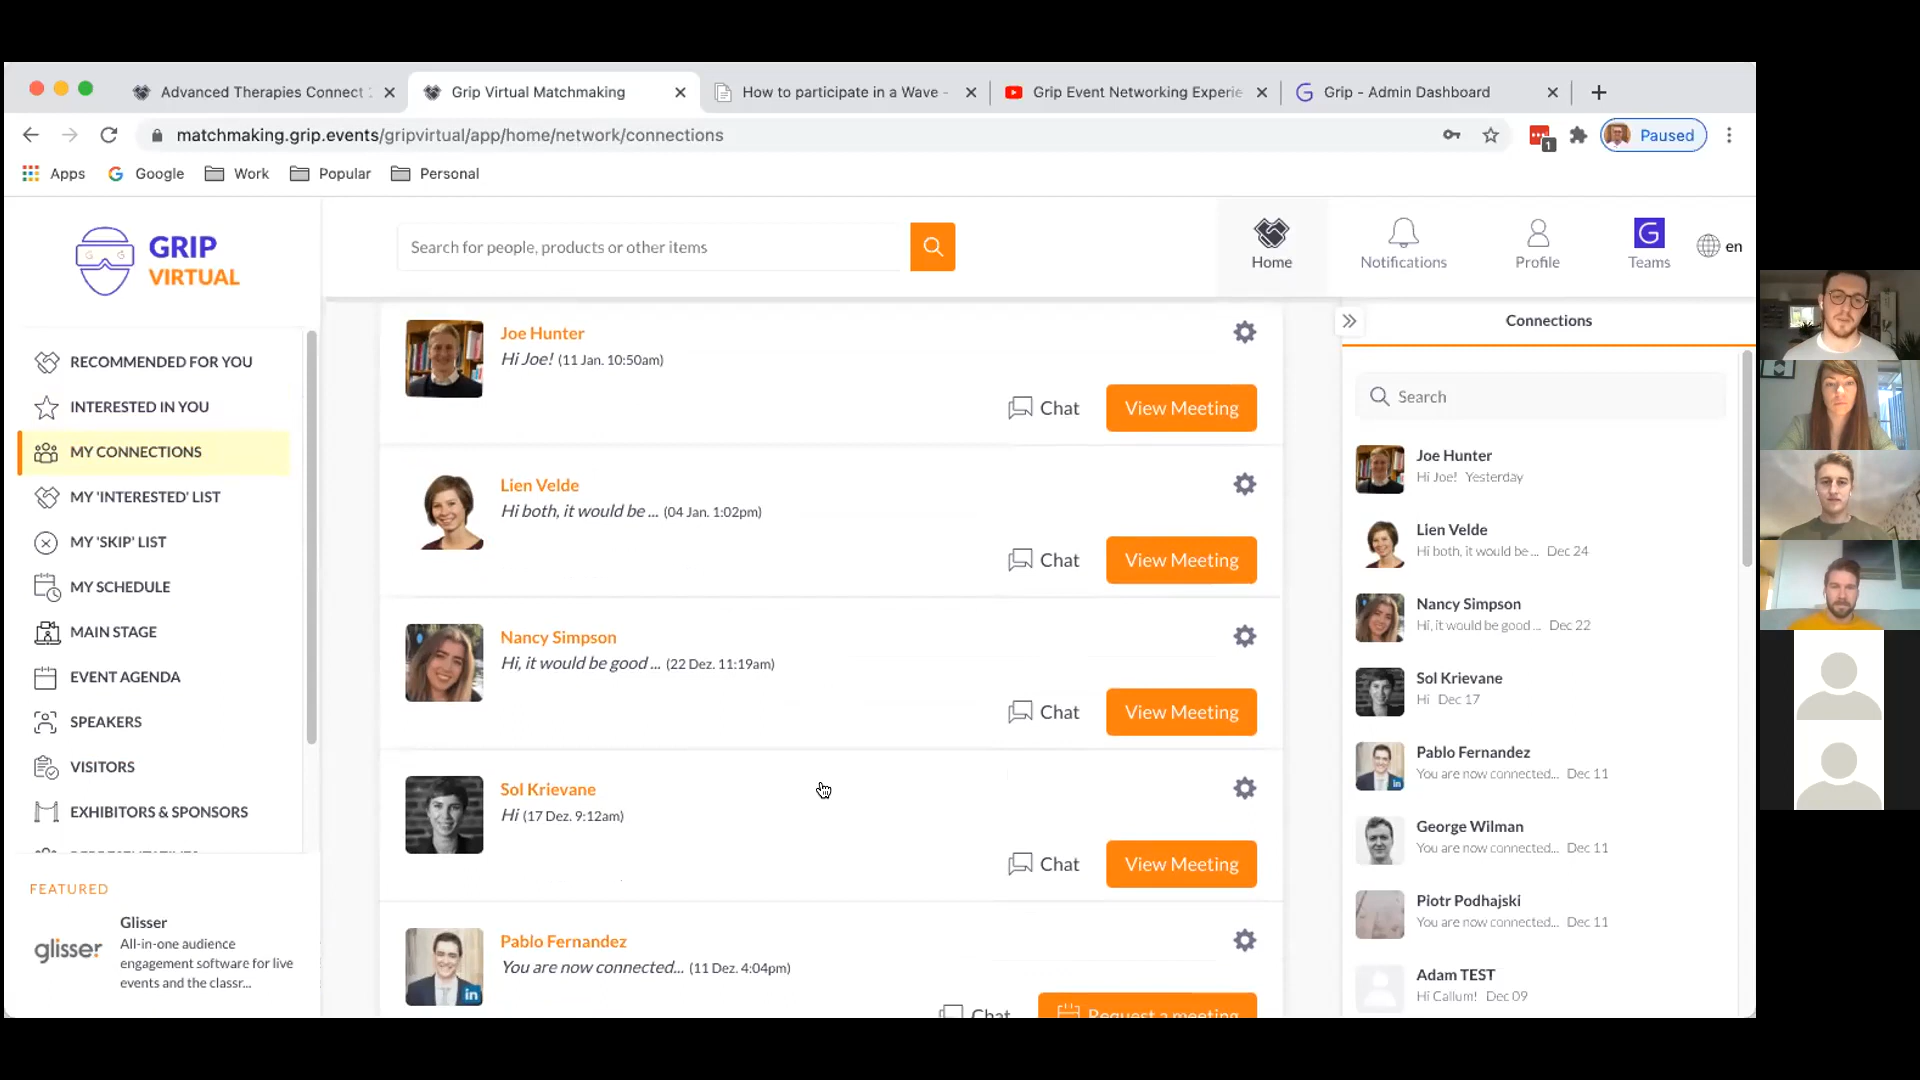 Advanced Therapies Connect
Grip Virtual Matchmaking
How to participate in a Wave -
Grip Event Networking Experie
Grip - Admin Dashboard
matchmaking.grip.events/gripvirtual/app/home/network/connections
1
Paused
Apps
Google
Work
Popular
Personal
GRIP
VIRTUAL
Search for people, products or other items
Home
Notifications
Profile
G
Teams
en
RECOMMENDED FOR YOU
INTERESTED IN YOU
MY CONNECTIONS
MY 'INTERESTED' LIST
MY 'SKIP' LIST
MY SCHEDULE
MAIN STAGE
EVENT AGENDA
SPEAKERS
VISITORS
EXHIBITORS & SPONSORS
FEATURED
glisser
Glisser
All-in-one audience
engagement software for live
events and the classr...
Joe Hunter
Hi Joe! (11 Jan. 10:50am)
Chat
View Meeting
Lien Velde
Hi both, it would be ... (04 Jan. 1:02pm)
Chat
View Meeting
Nancy Simpson
Hi, it would be good ... (22 Dez. 11:19am)
Chat
View Meeting
Sol Krievane
Hi (17 Dez. 9:12am)
Chat
View Meeting
Pablo Fernandez
You are now connected... (11 Dez. 4:04pm)
in
Chat
Request a meeting
Connections
Search
Joe Hunter
Hi Joe! Yesterday
Lien Velde
Hi both, it would be ... Dec 24
Nancy Simpson
Hi, it would be good ... Dec 22
Sol Krievane
Hi Dec 17
Pablo Fernandez
You are now connected... Dec 11
in
George Wilman
You are now connected... Dec 11
Piotr Podhajski
You are now connected... Dec 11
Adam TEST
Hi Callum! Dec 09